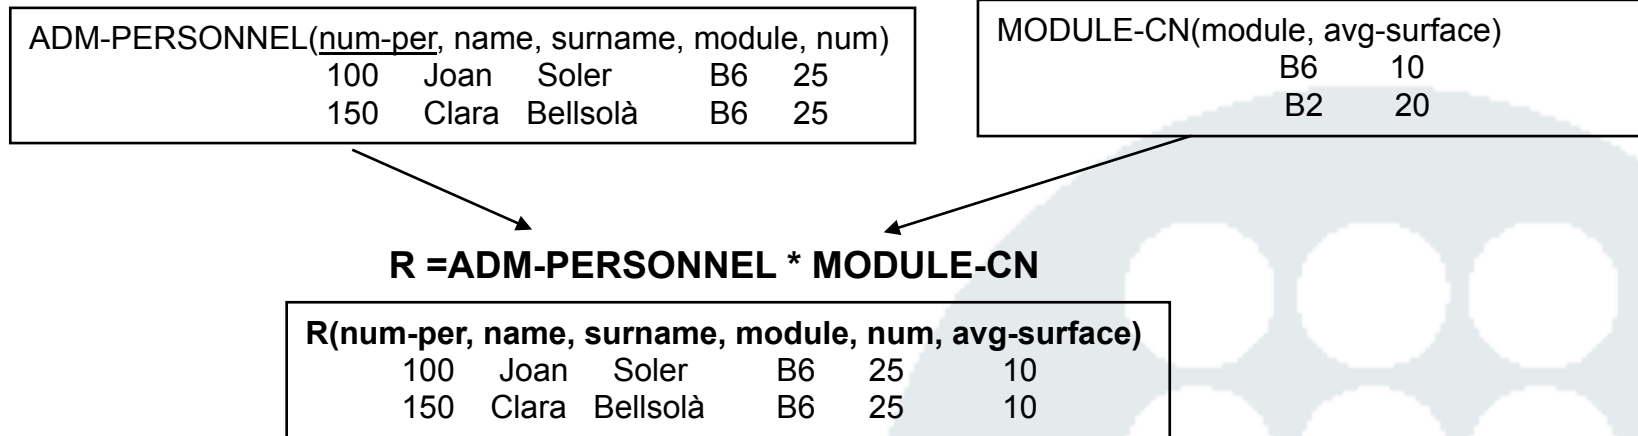 ADM-PERSONNEL(num-per, name, surname, module, num)
100 Joan Soler B6 25
150 Clara Bellsolà B6 25
MODULE-CN(module, avg-surface)
B6 10
B2 20
R =ADM-PERSONNEL * MODULE-CN
R(num-per, name, surname, module, num, avg-surface)
100 Joan Soler B6 25 10
150 Clara Bellsolà B6 25 10